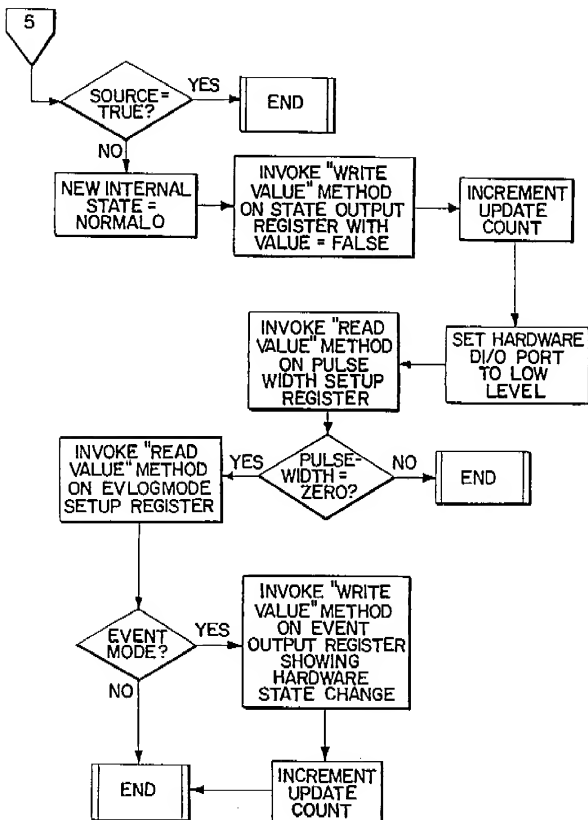 5
SOURCE=
TRUE?
YES
END
NO
NEW INTERNAL
STATE=
NORMAL0
INVOKE "WRITE
VALUE" METHOD
ON STATE OUTPUT
REGISTER WITH
VALUE = FALSE
INCREMENT
UPDATE
COUNT
SET HARDWARE
DI/O PORT
TO LOW
LEVEL
INVOKE "READ
VALUE" METHOD
ON PULSE
WIDTH SETUP
REGISTER
PULSE-
WIDTH=
ZERO?
NO
END
YES
INVOKE "READ
VALUE" METHOD
ON EVLOGMODE
SETUP REGISTER
EVENT
MODE?
YES
INVOKE "WRITE
VALUE" METHOD
ON EVENT
OUTPUT REGISTER
SHOWING
HARDWARE
STATE CHANGE
NO
END
INCREMENT
UPDATE
COUNT